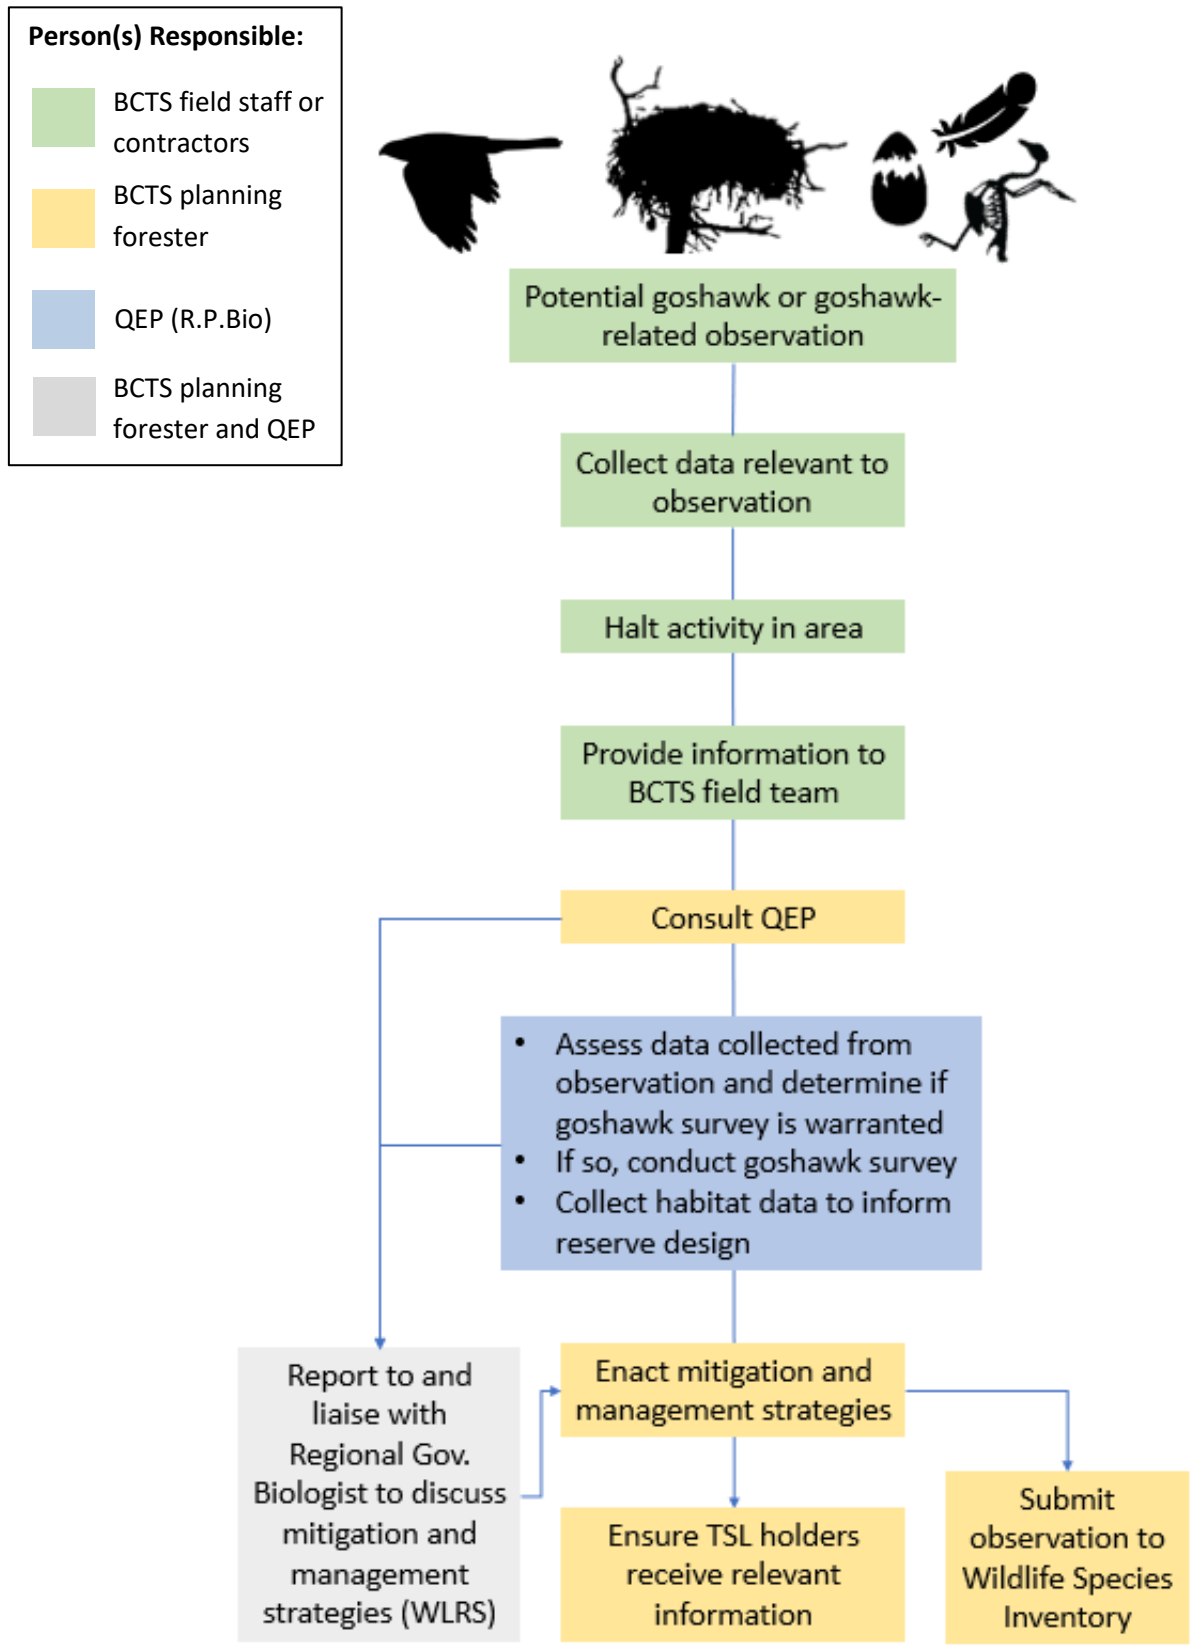 Person(s) Responsible:
BCTS field staff or
contractors
BCTS planning
forester
QEP (R.P.Bio)
BCTS planning
forester and QEP
Potential goshawk or goshawk-
related observation
Collect data relevant to
observation
Halt activity in area
Provide information to
BCTS field team
Consult QEP
• Assess data collected from
observation and determine if
goshawk survey is warranted
• If so, conduct goshawk survey
• Collect habitat data to inform
reserve design
Report to and
liaise with
Regional Gov.
Biologist to discuss
mitigation and
management
strategies (WLRS)
Enact mitigation and
management strategies
Ensure TSL holders
receive relevant
information
Submit
observation to
Wildlife Species
Inventory